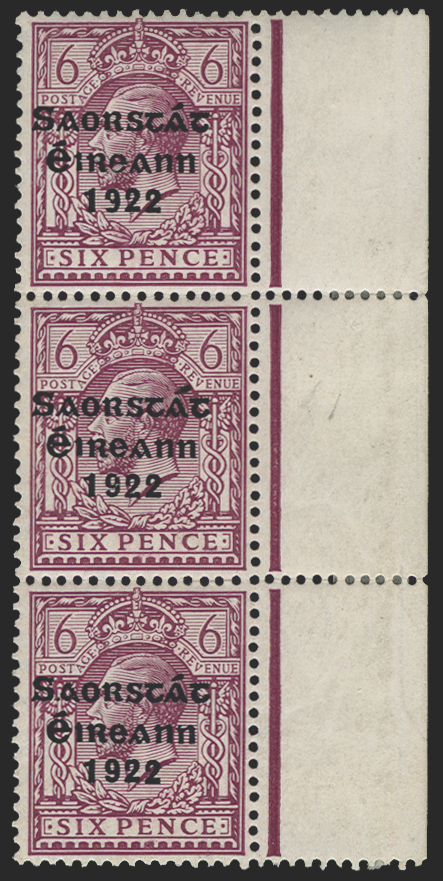 6 6
POSTAGE REVENUE
Saorstát
Éireann
1922
SIX PENCE
6 6
POSTAGE REVENUE
Saorstát
Éireann
1922
SIX PENCE
6 6
POSTAGE REVENUE
Saorstát
Éireann
1922
SIX PENCE